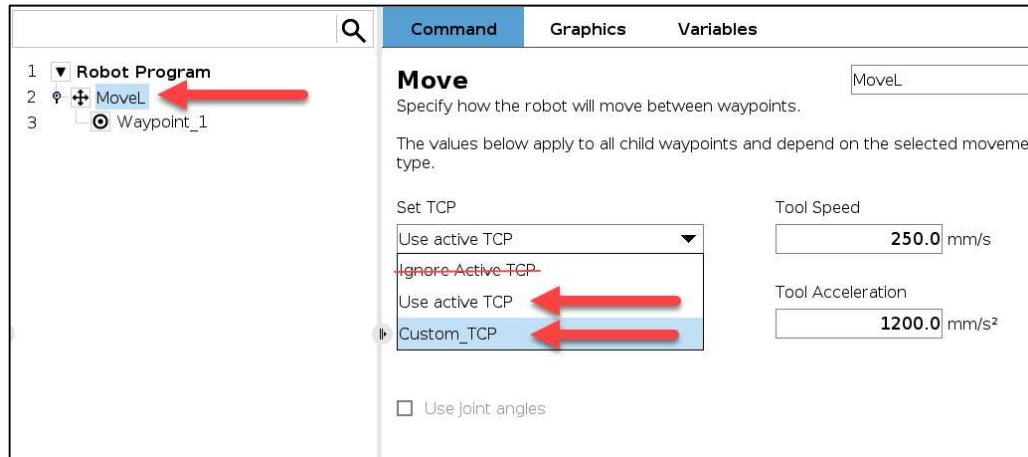 Command Graphics Variables
1 Robot Program
2 MoveL
3 Waypoint_1
Move
MoveL
Specify how the robot will move between waypoints.
The values below apply to all child waypoints and depend on the selected moveme
type.
Set TCP
Tool Speed
Use active TCP
250.0 mm/s
Ignore Active TCP
Use active TCP
Tool Acceleration
Custom_TCP
1200.0 mm/s²
Use joint angles